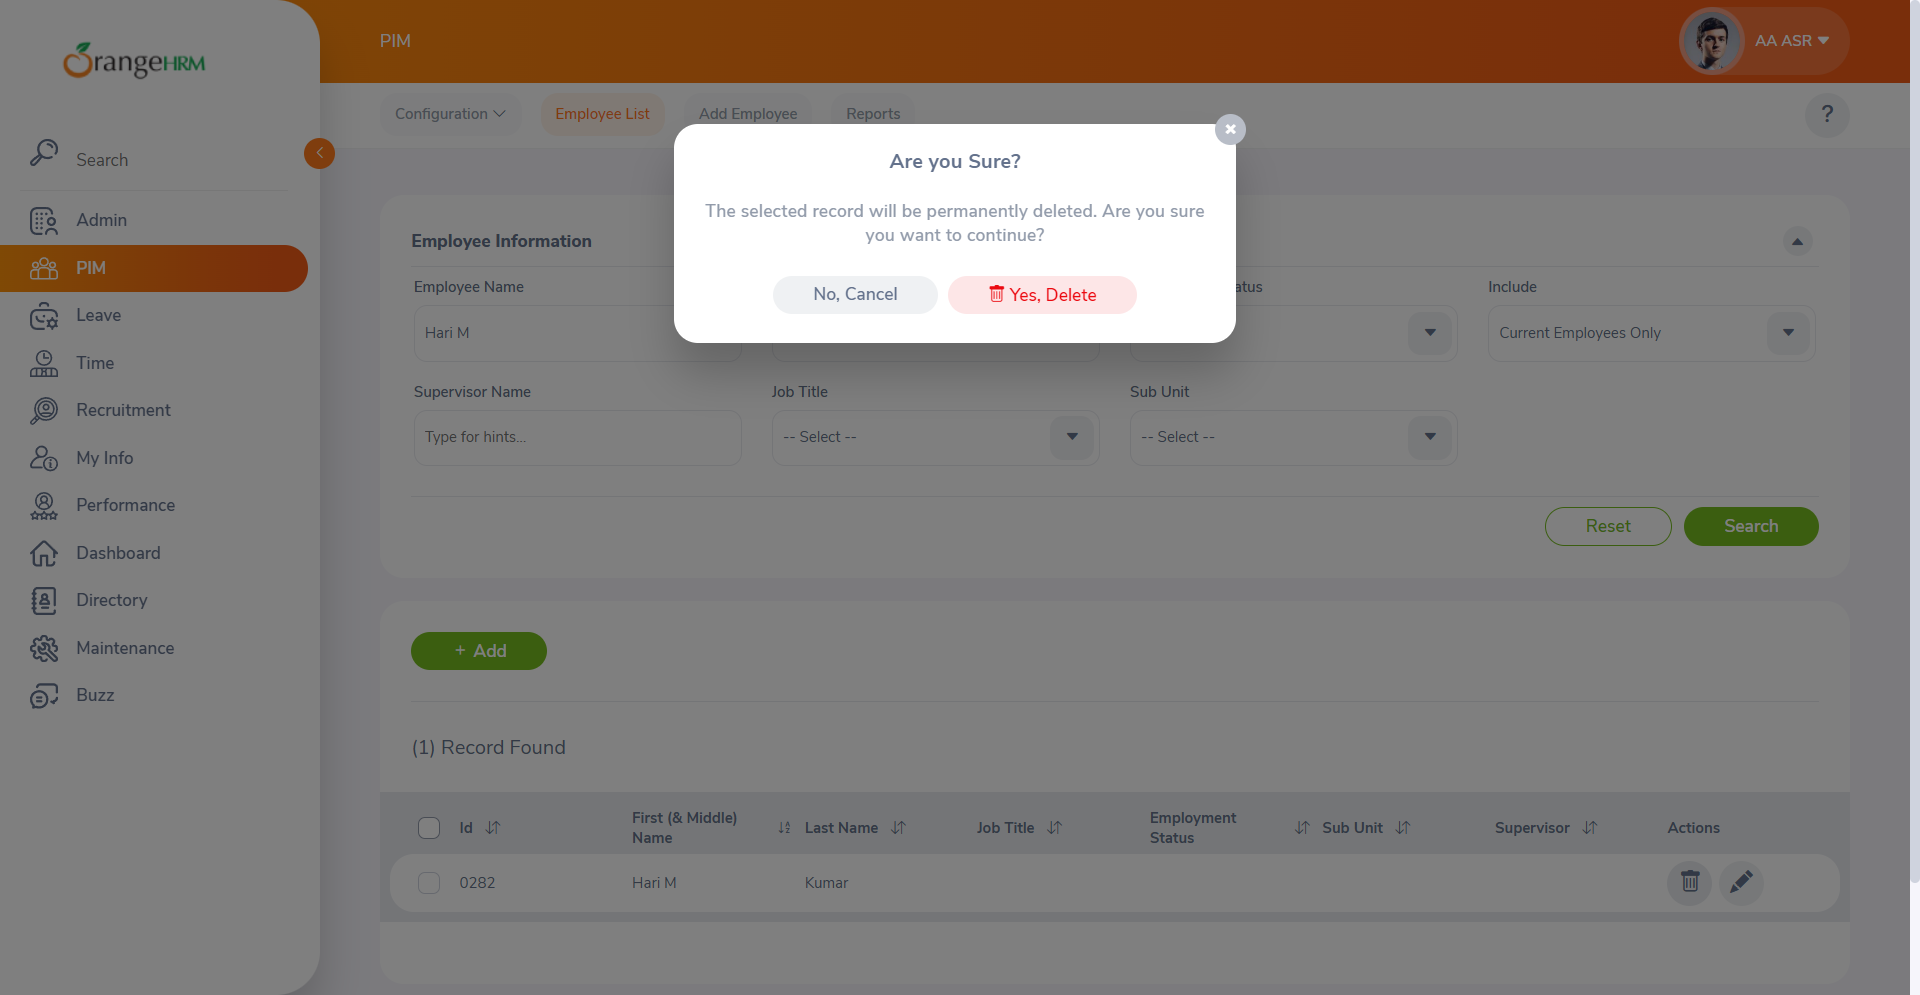 OrangeHRM
PIM
AA ASR
Search
Admin
PIM
Leave
Time
Recruitment
My Info
Performance
Dashboard
Directory
Maintenance
Buzz
Configuration
Employee List
Add Employee
Reports
?
Are you Sure?
The selected record will be permanently deleted. Are you sure
you want to continue?
No, Cancel
Yes, Delete
Employee Information
Employee Name
Include
Hari M
Current Employees Only
Supervisor Name
Job Title
Sub Unit
Type for hints...
-- Select --
-- Select --
Reset
Search
+ Add
(1) Record Found
Id
First (& Middle)
Name
Last Name
Job Title
Employment
Status
Sub Unit
Supervisor
Actions
0282
Hari M
Kumar